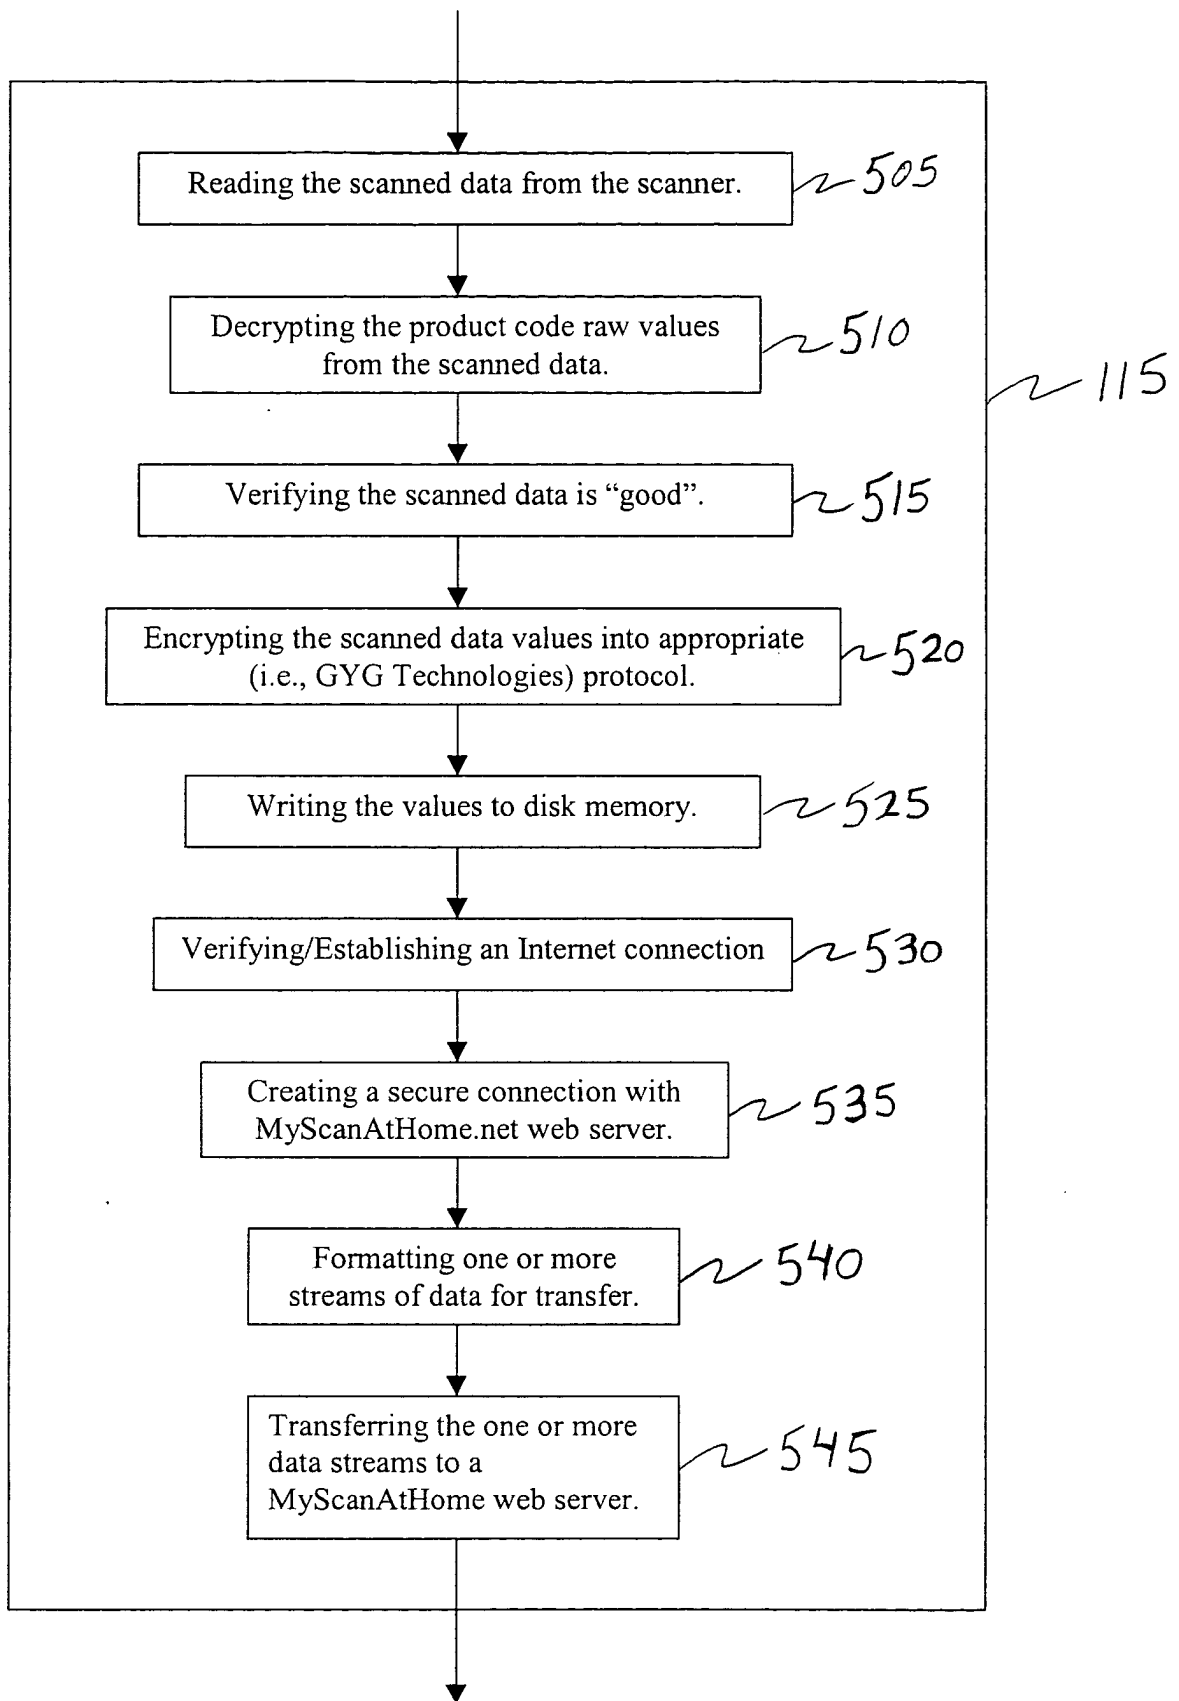 Reading the scanned data from the scanner.
505
Decrypting the product code raw values
from the scanned data.
510
115
Verifying the scanned data is “good”.
515
Encrypting the scanned data values into appropriate
(i.e., GYG Technologies) protocol.
520
Writing the values to disk memory.
525
Verifying/Establishing an Internet connection
530
Creating a secure connection with
MyScanAtHome.net web server.
535
Formatting one or more
streams of data for transfer.
540
Transferring the one or more
data streams to a
MyScanAtHome web server.
545